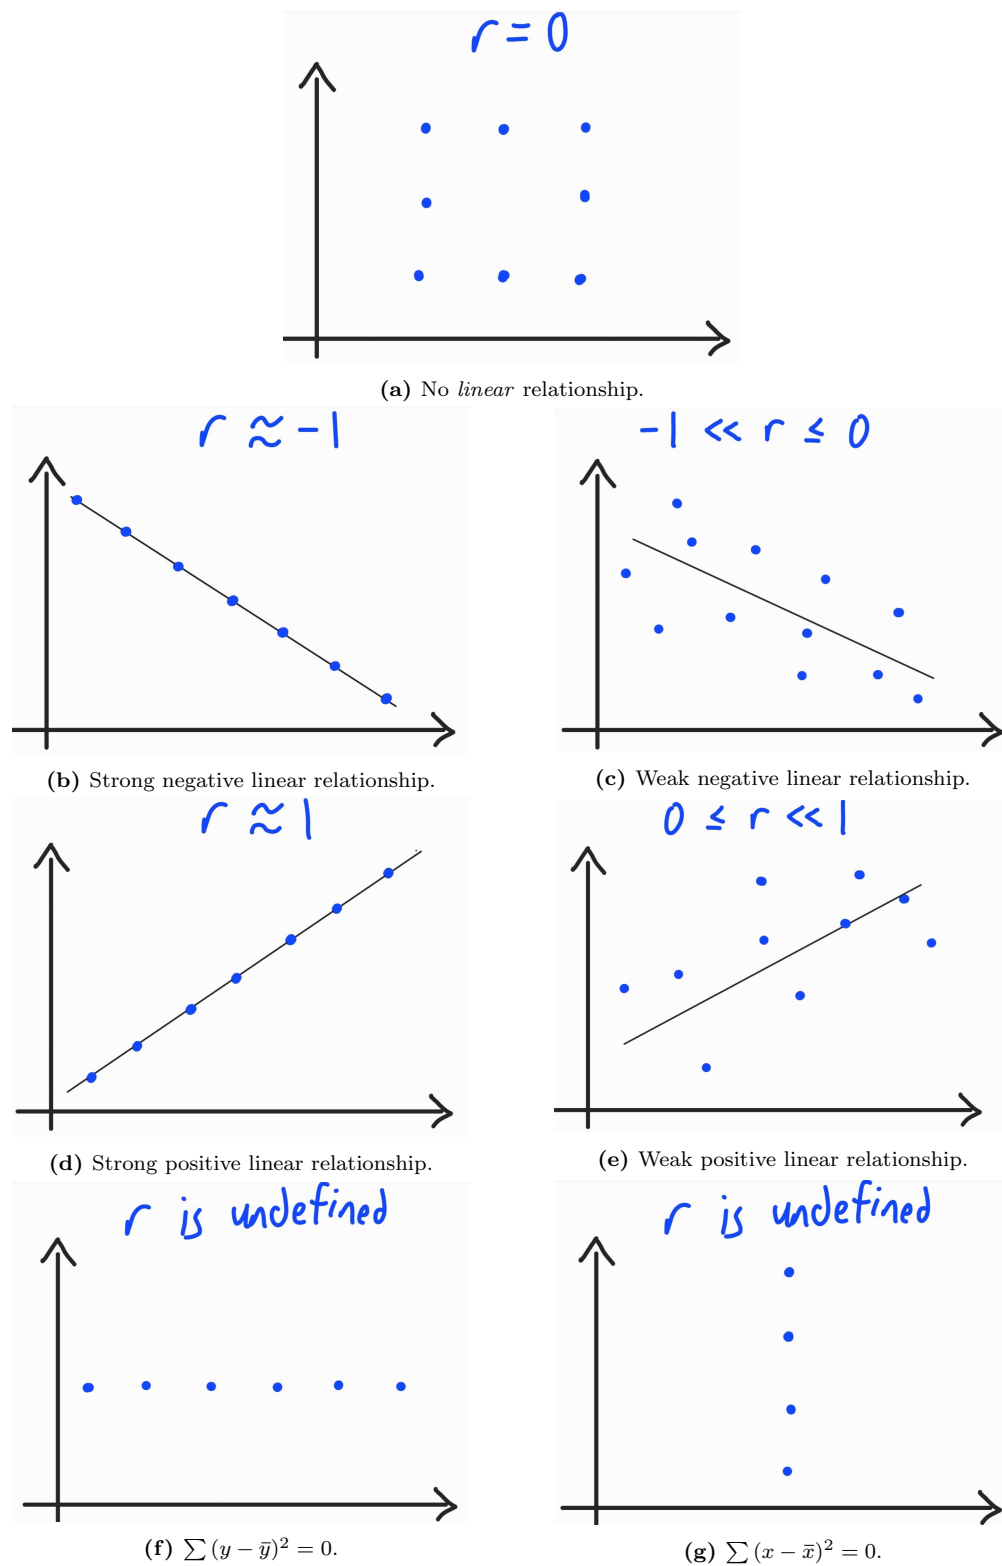 r = 0
(a) No linear relationship.
r ≈ -1
-1 << r ≤ 0
(b) Strong negative linear relationship.
(c) Weak negative linear relationship.
r ≈ 1
0 ≤ r << 1
(d) Strong positive linear relationship.
(e) Weak positive linear relationship.
r is undefined
r is undefined
(f) ∑ (y − ȳ)² = 0.
(g) ∑ (x − x̄)² = 0.